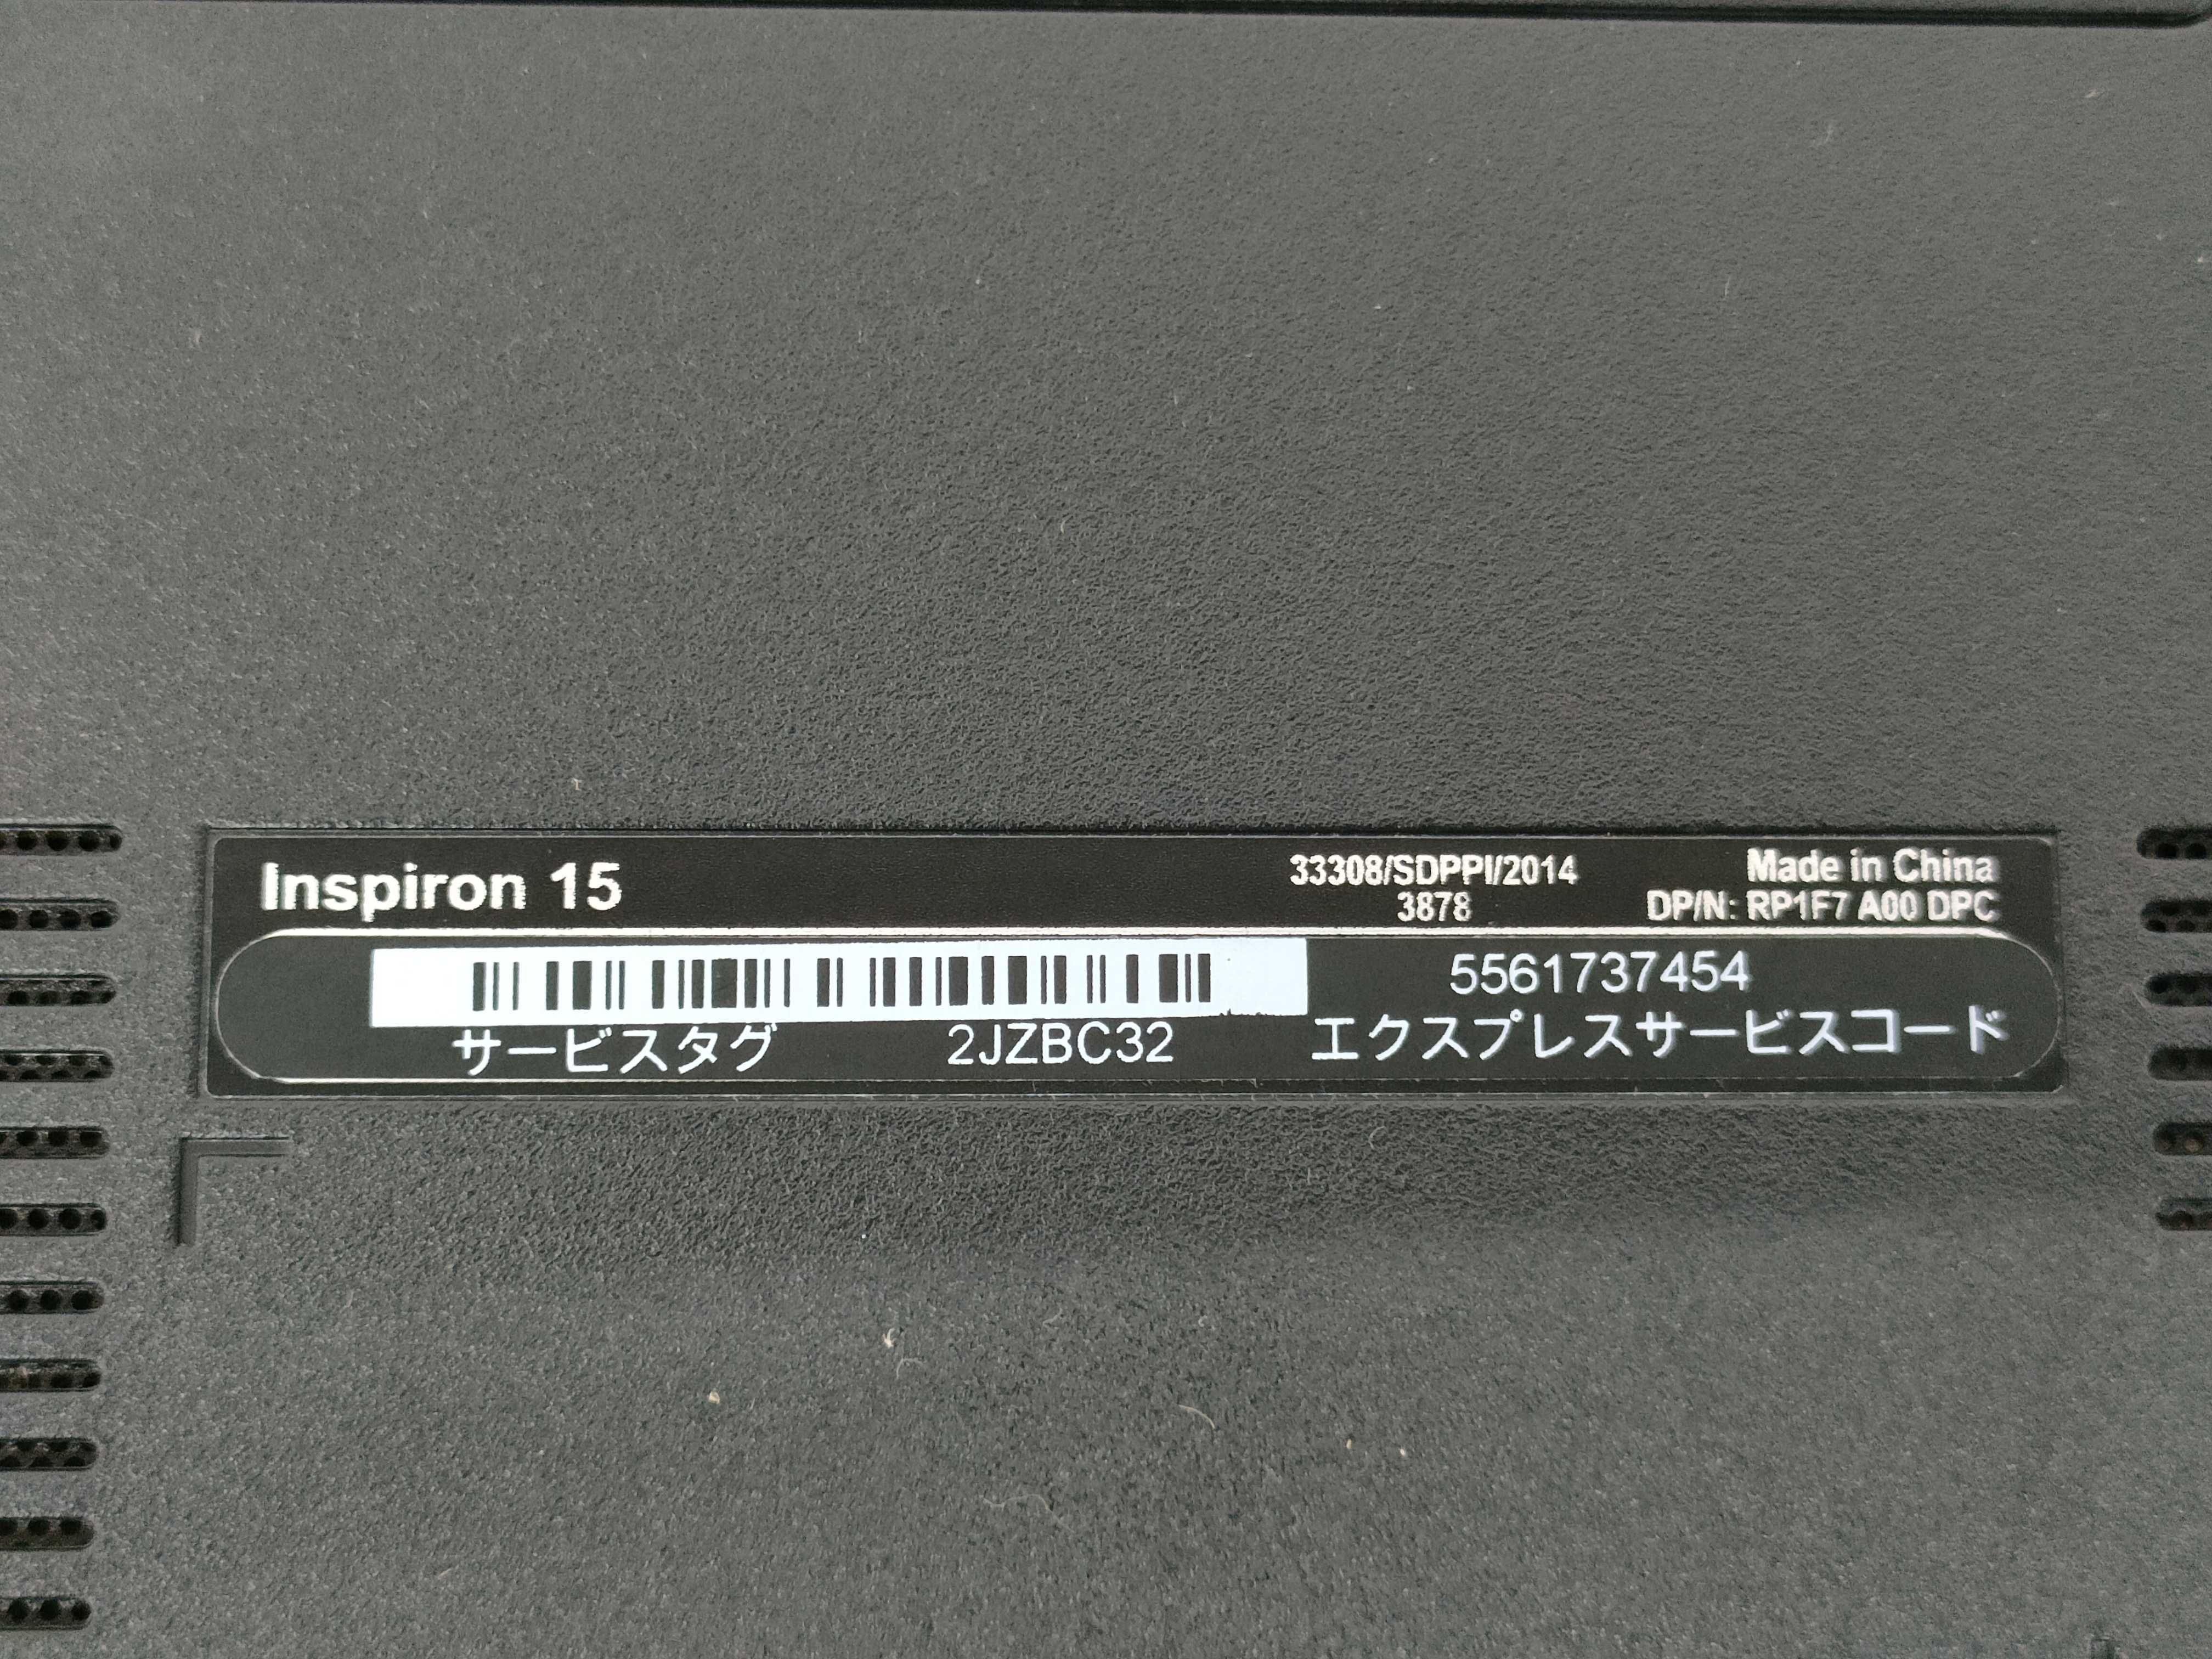 Inspiron 15
33308/SDPPI/2014
3878
Made in China
DP/N: RP1F7 A00 DPC
サービスタグ 2JZBC32
5561737454
エクスプレスサービスコード